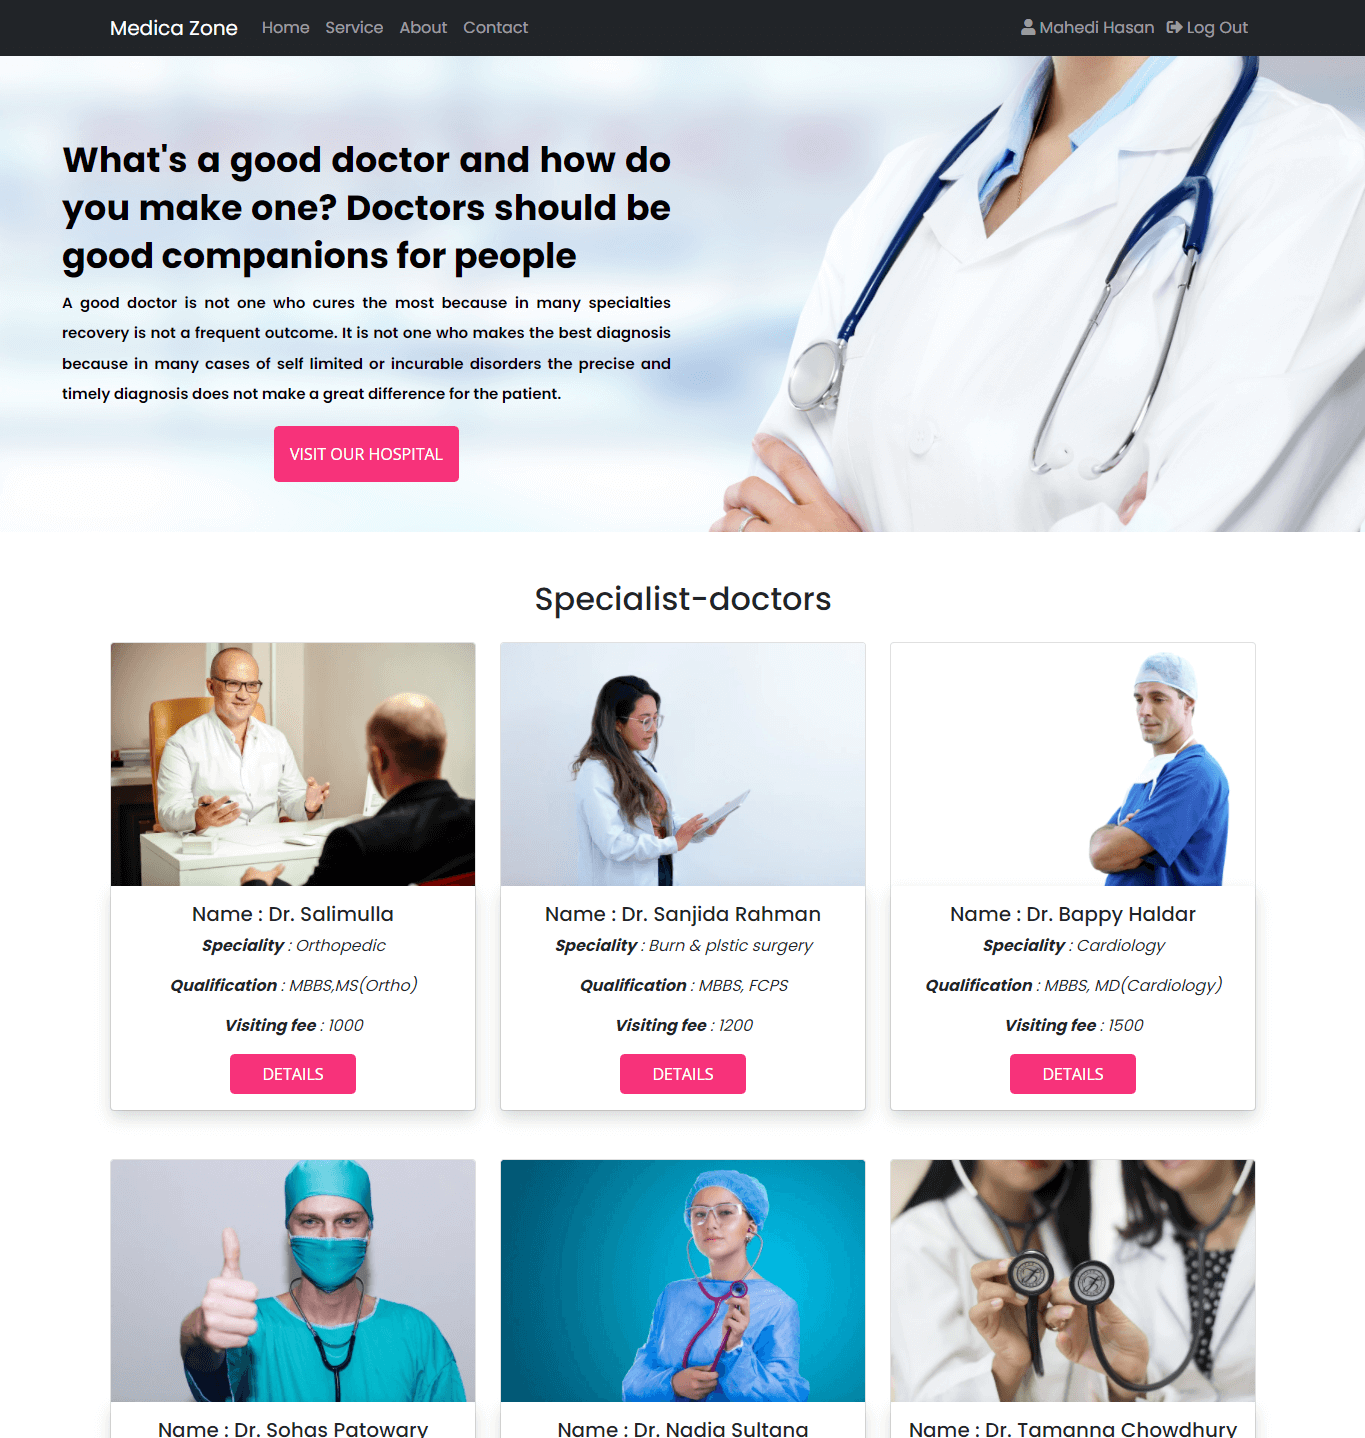 Medica Zone Home Service About Contact Mahedi Hasan Log Out
What's a good doctor and how do
you make one? Doctors should be
good companions for people
A good doctor is not one who cures the most because in many specialties
recovery is not a frequent outcome. It is not one who makes the best diagnosis
because in many cases of self limited or incurable disorders the precise and
timely diagnosis does not make a great difference for the patient.
VISIT OUR HOSPITAL
Specialist-doctors
Name : Dr. Salimulla
Speciality : Orthopedic
Qualification : MBBS,MS(Ortho)
Visiting fee : 1000
DETAILS
Name : Dr. Sanjida Rahman
Speciality : Burn & plstic surgery
Qualification : MBBS, FCPS
Visiting fee : 1200
DETAILS
Name : Dr. Bappy Haldar
Speciality : Cardiology
Qualification : MBBS, MD(Cardiology)
Visiting fee : 1500
DETAILS
Name : Dr. Sohas Patowary
Name : Dr. Nadia Sultana
Name : Dr. Tamanna Chowdhury